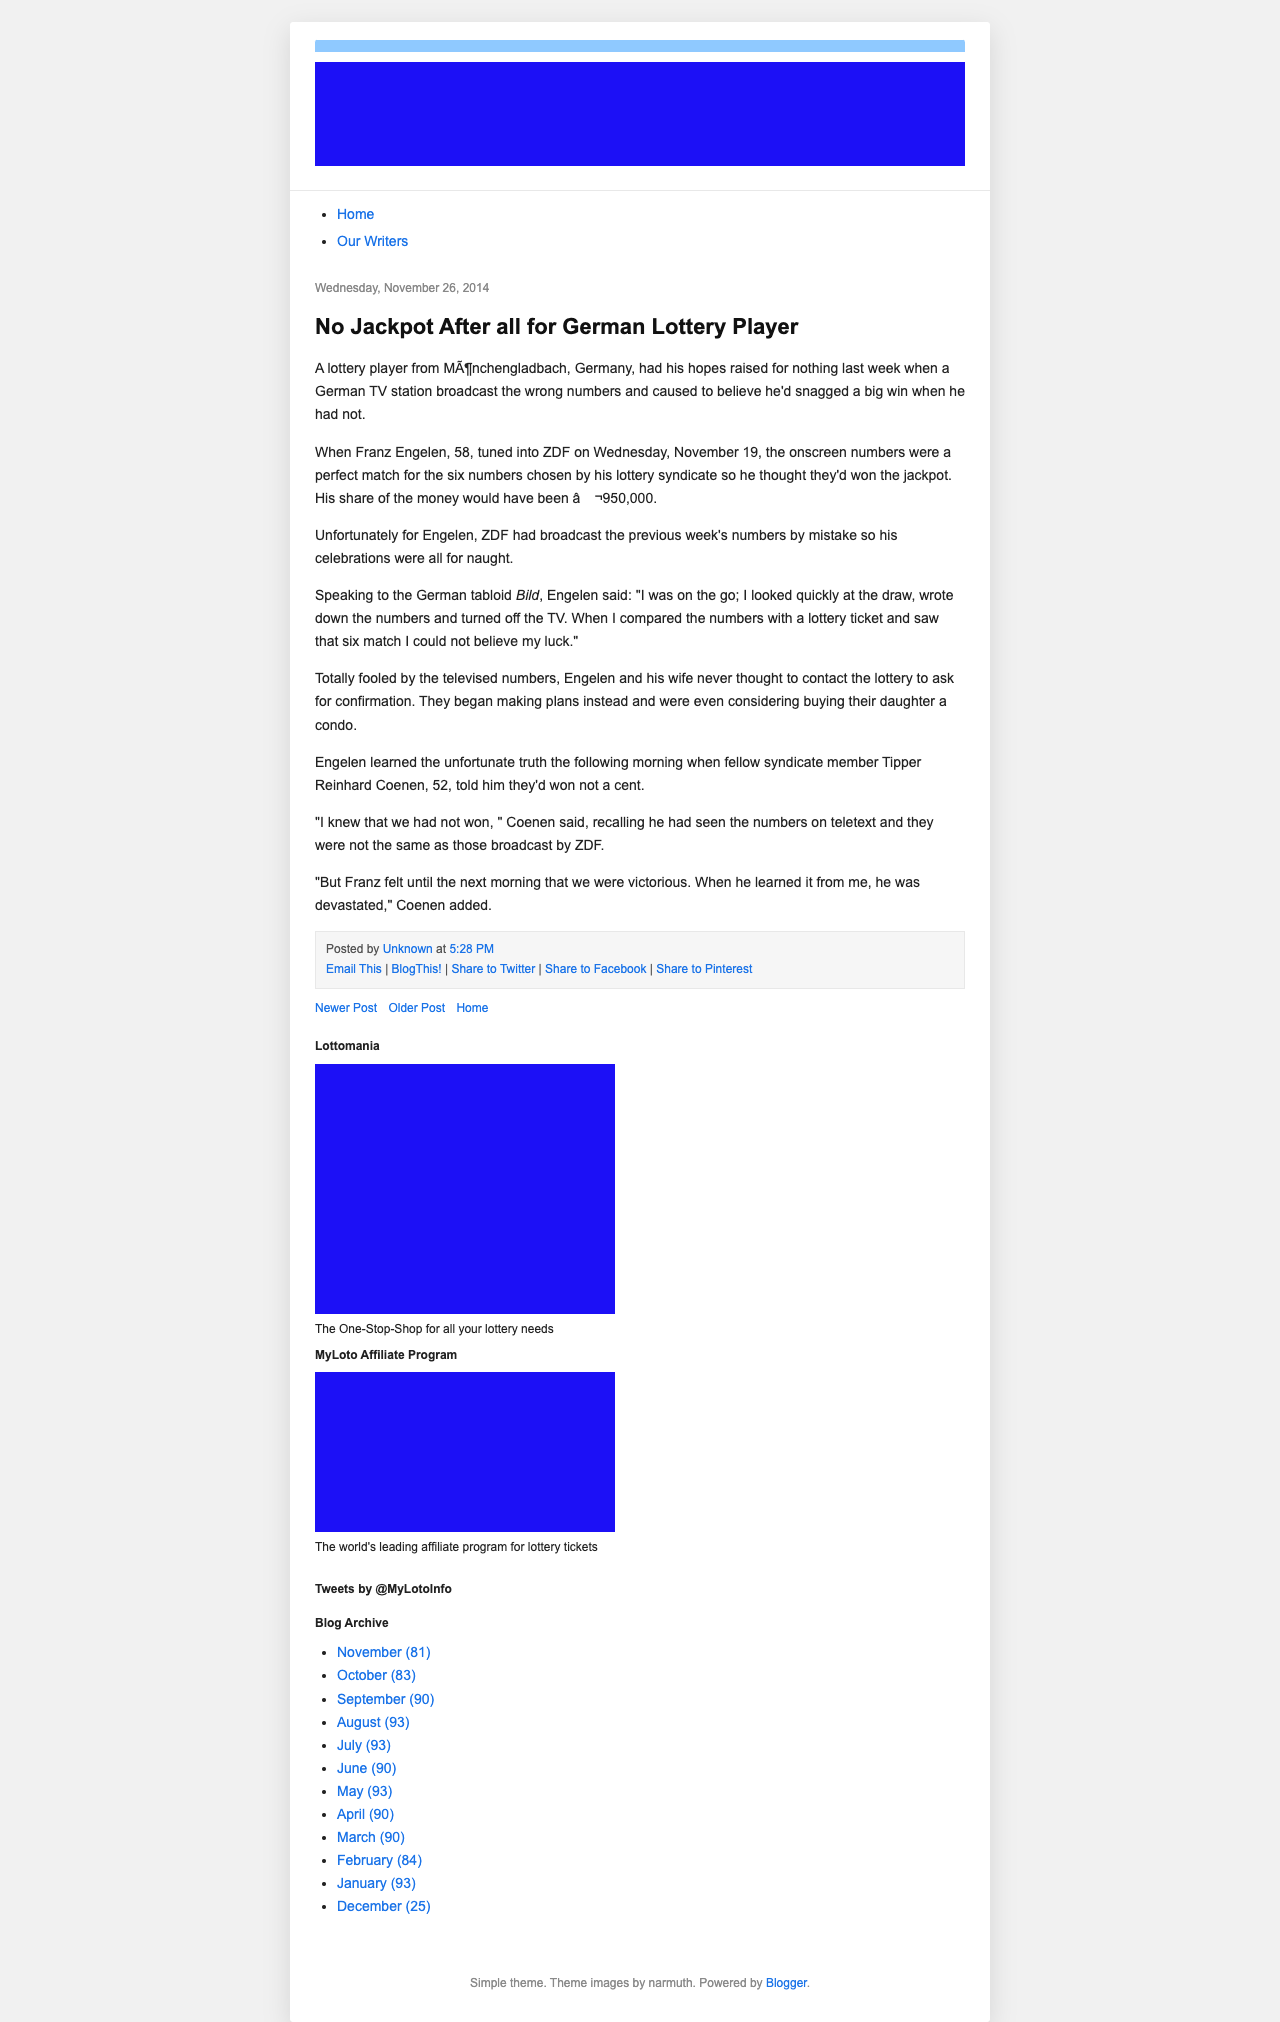 Home
Our Writers
Wednesday, November 26, 2014
No Jackpot After all for German Lottery Player
A lottery player from MÃ¶nchengladbach, Germany, had his hopes raised for nothing last week when a
German TV station broadcast the wrong numbers and caused to believe he'd snagged a big win when he
had not.
When Franz Engelen, 58, tuned into ZDF on Wednesday, November 19, the onscreen numbers were a
perfect match for the six numbers chosen by his lottery syndicate so he thought they'd won the jackpot.
His share of the money would have been â ¬950,000.
Unfortunately for Engelen, ZDF had broadcast the previous week's numbers by mistake so his
celebrations were all for naught.
Speaking to the German tabloid Bild, Engelen said: "I was on the go; I looked quickly at the draw, wrote
down the numbers and turned off the TV. When I compared the numbers with a lottery ticket and saw
that six match I could not believe my luck."
Totally fooled by the televised numbers, Engelen and his wife never thought to contact the lottery to ask
for confirmation. They began making plans instead and were even considering buying their daughter a
condo.
Engelen learned the unfortunate truth the following morning when fellow syndicate member Tipper
Reinhard Coenen, 52, told him they'd won not a cent.
"I knew that we had not won, " Coenen said, recalling he had seen the numbers on teletext and they
were not the same as those broadcast by ZDF.
"But Franz felt until the next morning that we were victorious. When he learned it from me, he was
devastated," Coenen added.
Posted by Unknown at 5:28 PM
Email This | BlogThis! | Share to Twitter | Share to Facebook | Share to Pinterest
Newer Post Older Post Home
Lottomania
The One-Stop-Shop for all your lottery needs
MyLoto Affiliate Program
The world's leading affiliate program for lottery tickets
Tweets by @MyLotoInfo
Blog Archive
November (81)
October (83)
September (90)
August (93)
July (93)
June (90)
May (93)
April (90)
March (90)
February (84)
January (93)
December (25)
Simple theme. Theme images by narmuth. Powered by Blogger.